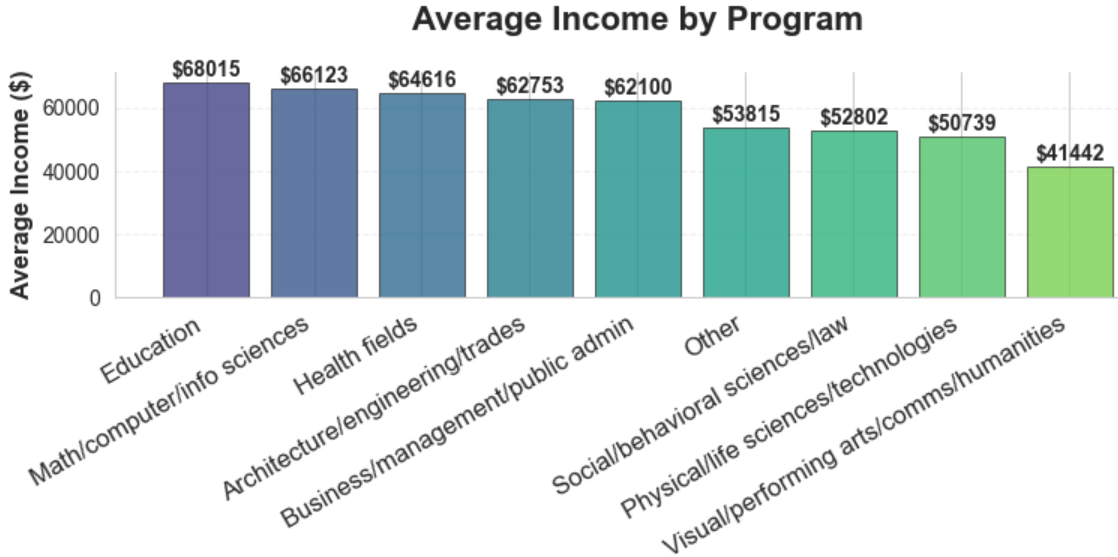 Average Income by Program
Average Income ($)
60000
40000
20000
0
$68015
$66123
$64616
$62753
$62100
$53815
$52802
$50739
$41442
Education
Math/computer/info sciences
Health fields
Architecture/engineering/trades
Business/management/public admin
Other
Social/behavioral sciences/law
Physical/life sciences/technologies
Visual/performing arts/comms/humanities